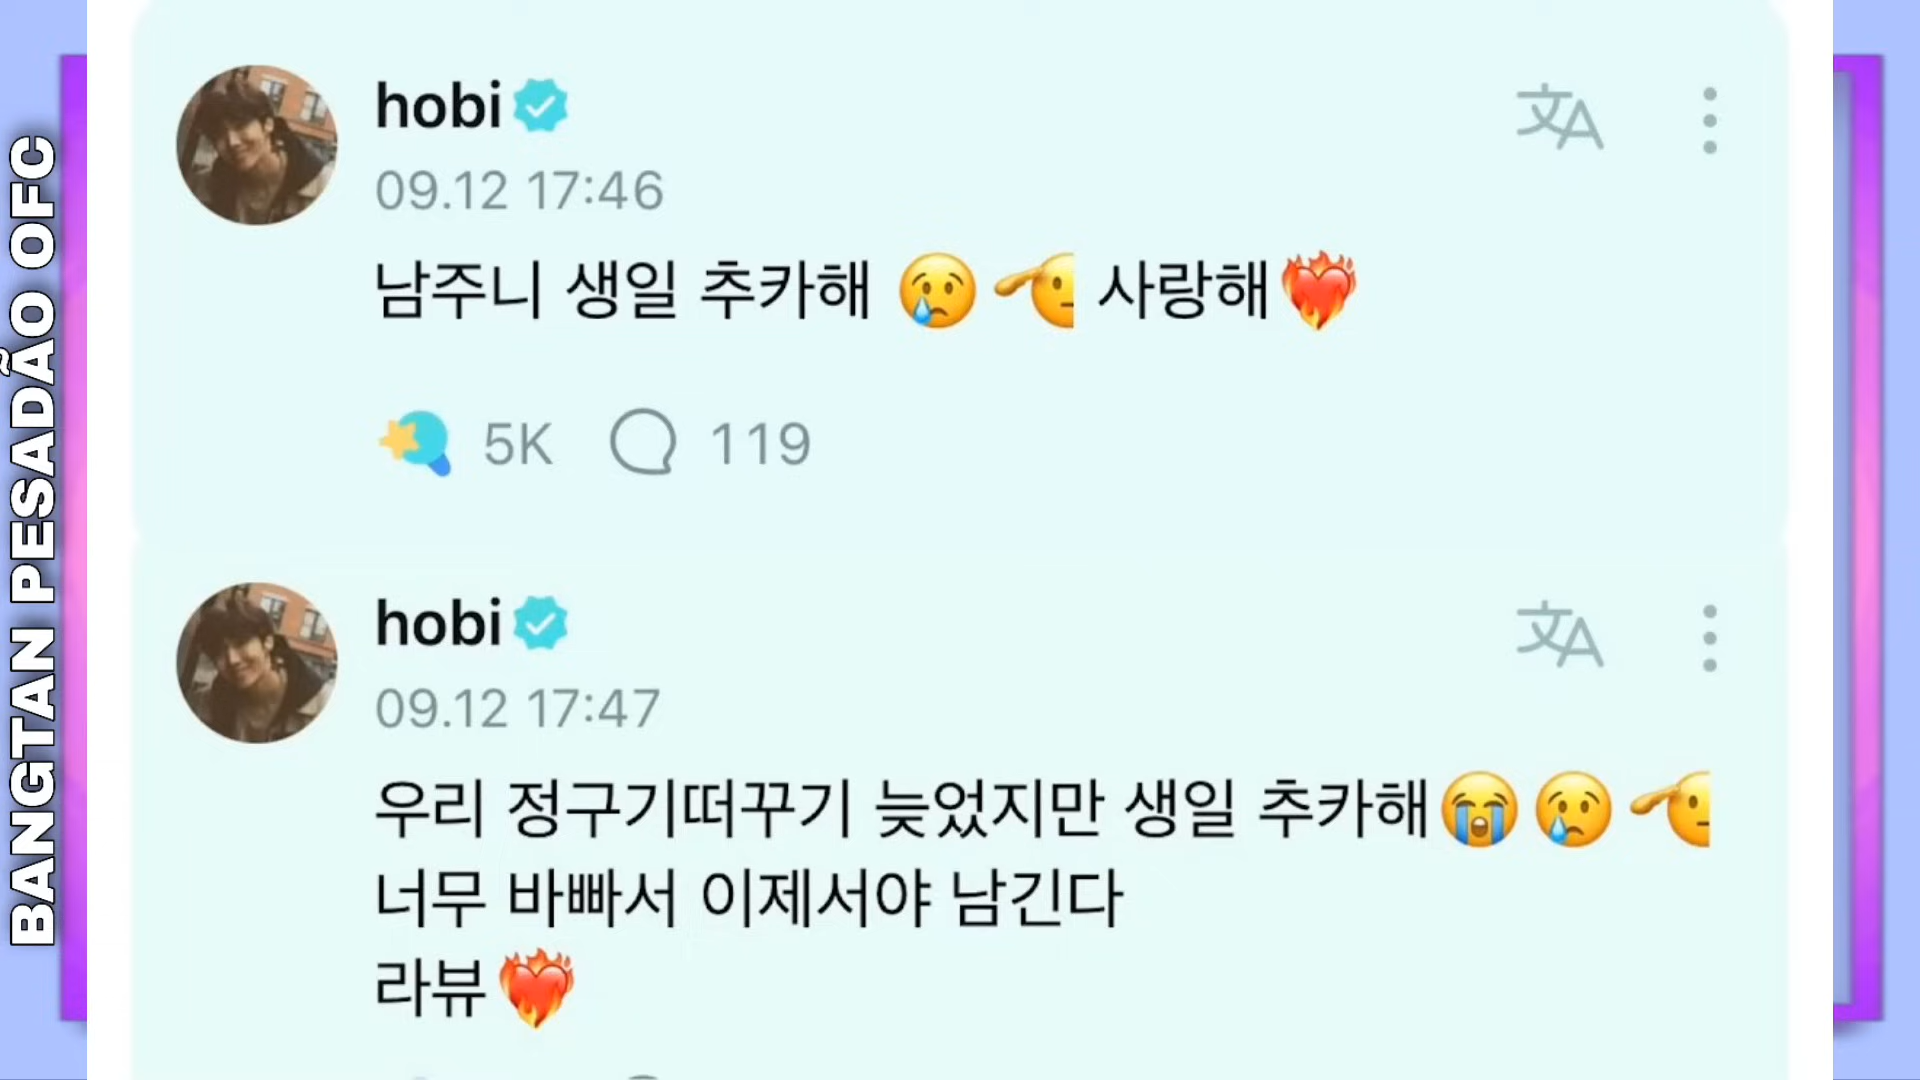 BANGTAN PESADÃO OFC
hobi
09.12 17:46
남주니 생일 추카해 😢 🫡 사랑해❤️‍🔥
5K 119
hobi
09.12 17:47
우리 정구기떠꾸기 늦었지만 생일 추카해😭😢🫡
너무 바빠서 이제서야 남긴다
라뷰❤️‍🔥